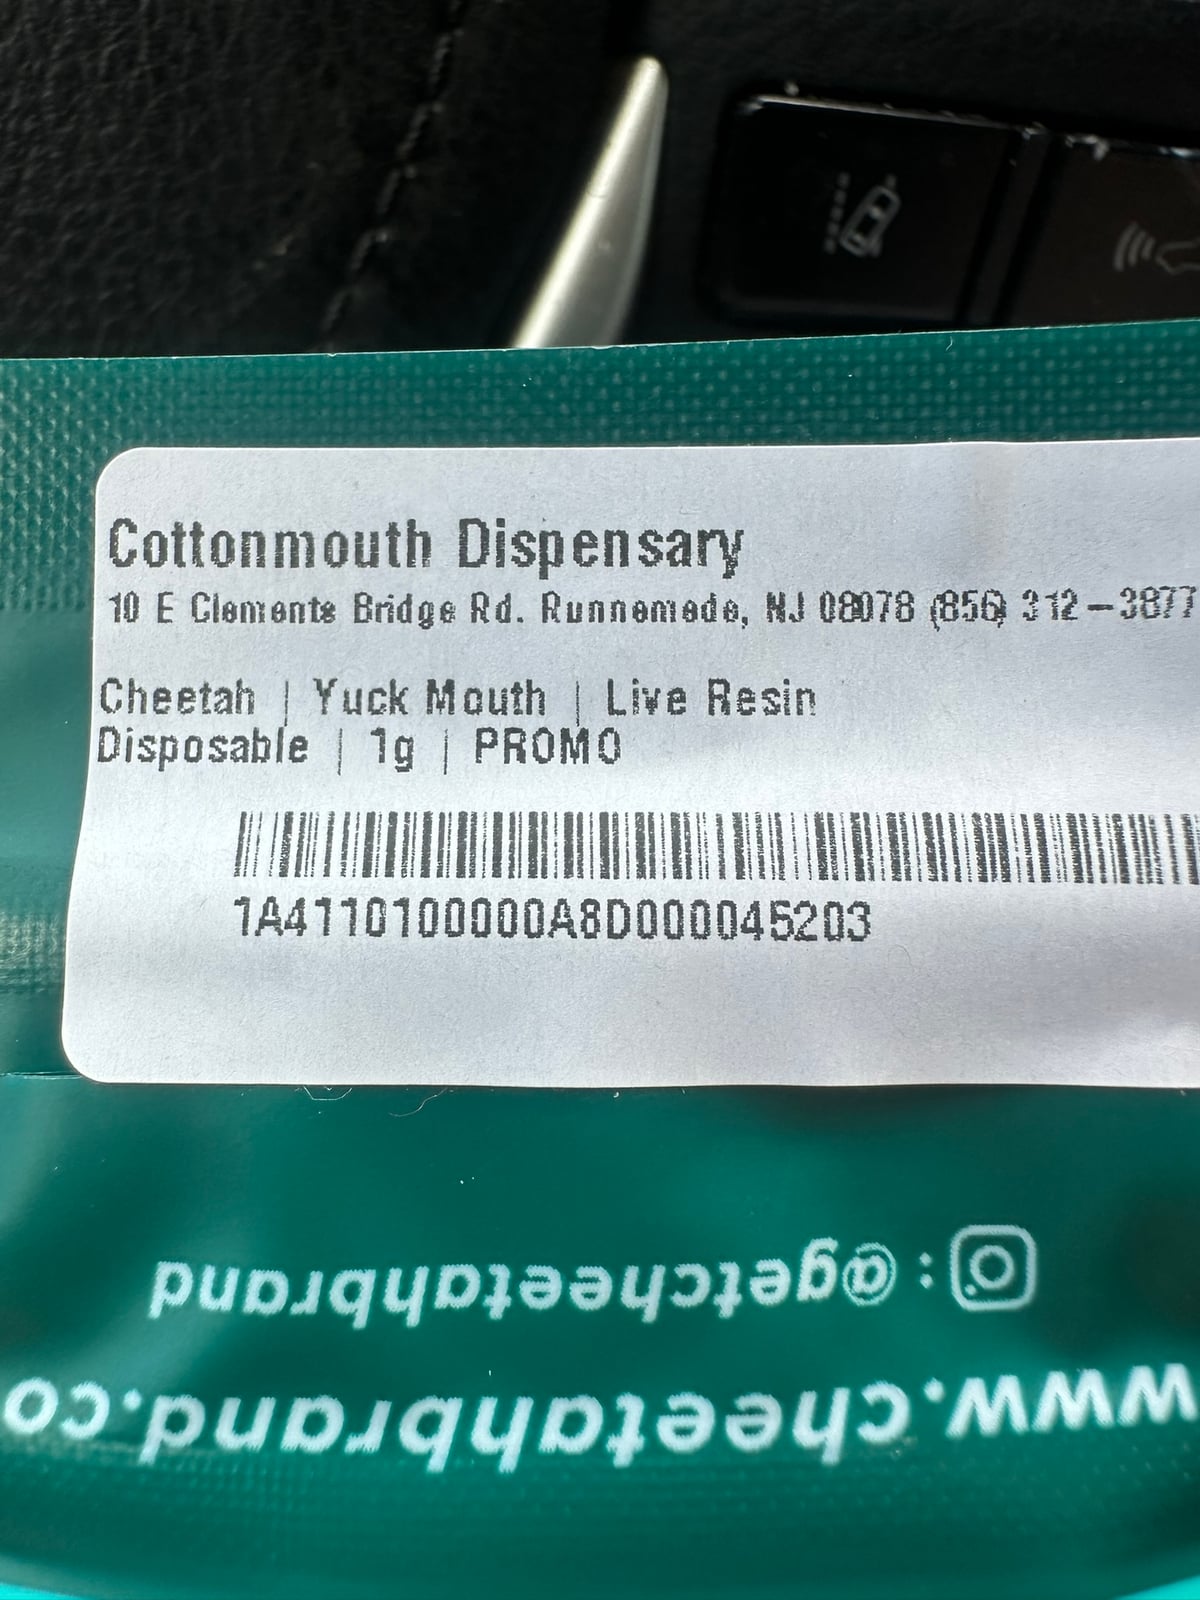 Cottonmouth Dispensary
10 E Clements Bridge Rd. Runnemede, NJ 08078 (856) 312-3877
Cheetah | Yuck Mouth | Live Resin
Disposable | 1g | PROMO
1A4110100000A8D000045203
: @getcheetahbrand
www.cheetahbrand.co